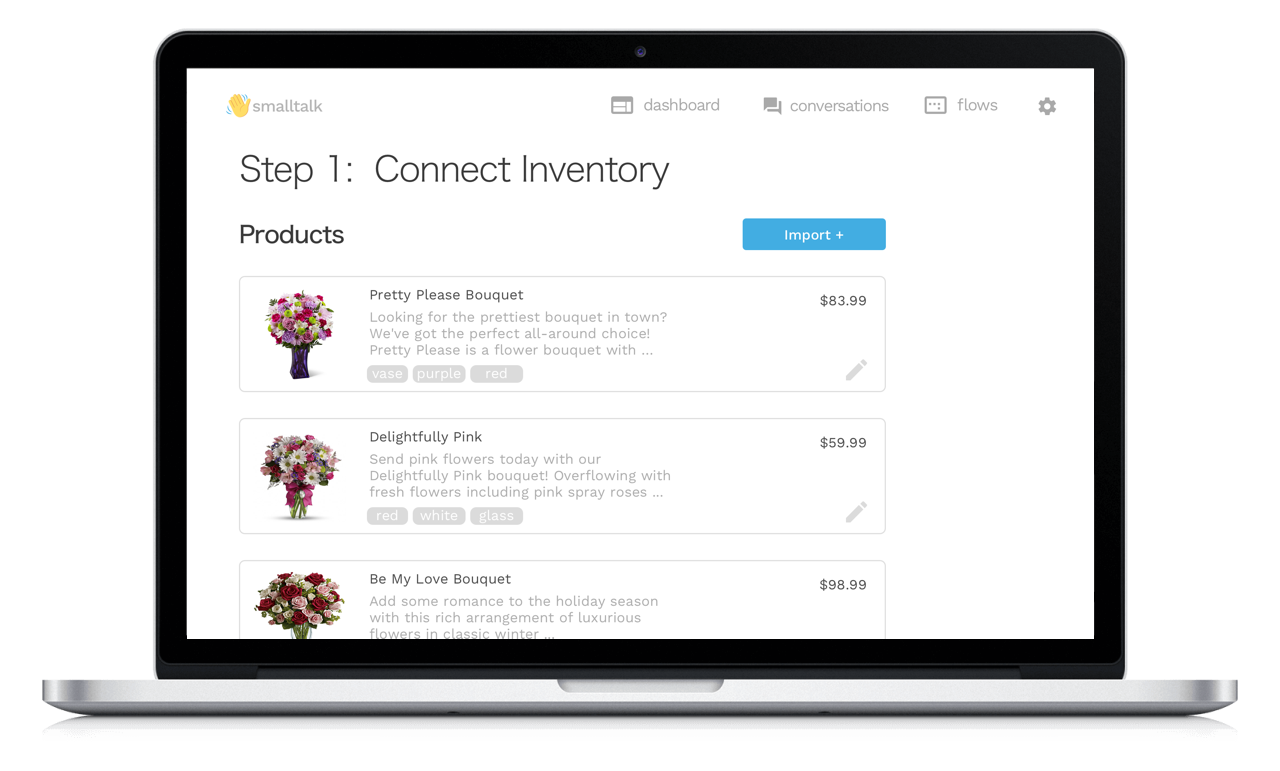 smalltalk
dashboard
conversations
flows
Step 1: Connect Inventory
Products
Import +
Pretty Please Bouquet
$83.99
Looking for the prettiest bouquet in town?
We've got the perfect all-around choice!
Pretty Please is a flower bouquet with ...
vase purple red
Delightfully Pink
$59.99
Send pink flowers today with our
Delightfully Pink bouquet! Overflowing with
fresh flowers including pink spray roses ...
red white glass
Be My Love Bouquet
$98.99
Add some romance to the holiday season
with this rich arrangement of luxurious
flowers in classic winter ...